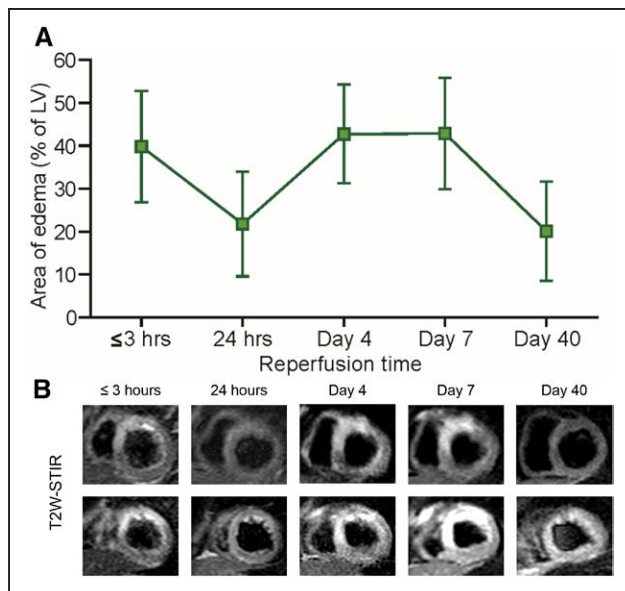 A
Area of edema (% of LV)
60
50
40
30
20
10
0
≤3 hrs 24 hrs Day 4 Day 7 Day 40
Reperfusion time
B
≤ 3 hours 24 hours Day 4 Day 7 Day 40
T2W-STIR